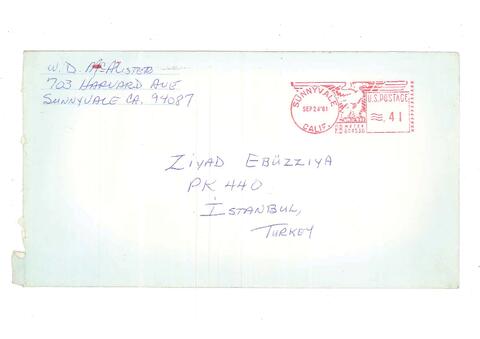 W. D. McAlister
703 HARVARD AVE
SUNNYVALE CA. 94087
SUNNYVALE
SEP 24 '81
CALIF.
U.S. POSTAGE
.41
ZIYAD EBÜZZIYA
PK 440
İSTANBUL,
TURKEY